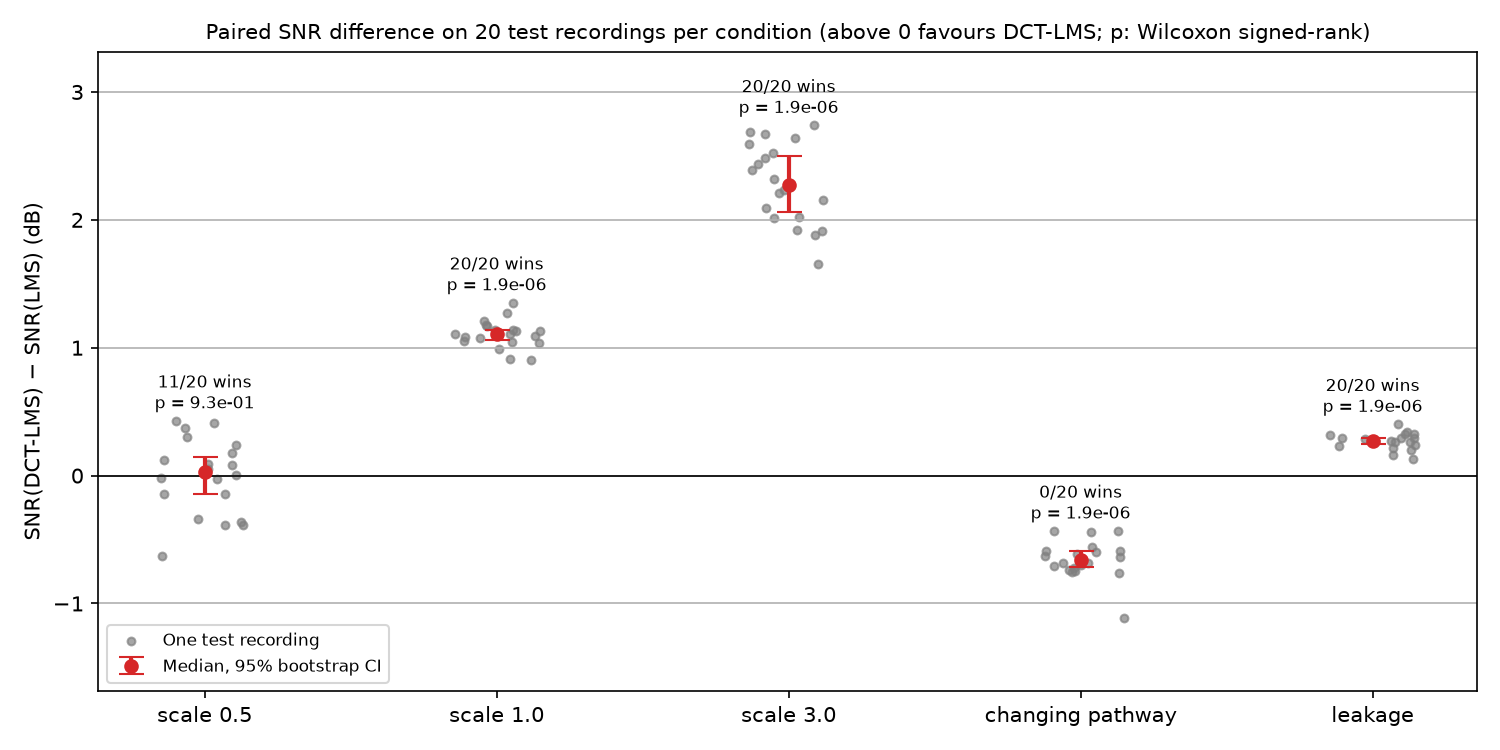 Paired SNR difference on 20 test recordings per condition (above 0 favours DCT-LMS; p: Wilcoxon signed-rank)
SNR(DCT-LMS) − SNR(LMS) (dB)
3
2
1
0
−1
11/20 wins
p = 9.3e-01
20/20 wins
p = 1.9e-06
20/20 wins
p = 1.9e-06
0/20 wins
p = 1.9e-06
20/20 wins
p = 1.9e-06
One test recording
Median, 95% bootstrap CI
scale 0.5
scale 1.0
scale 3.0
changing pathway
leakage